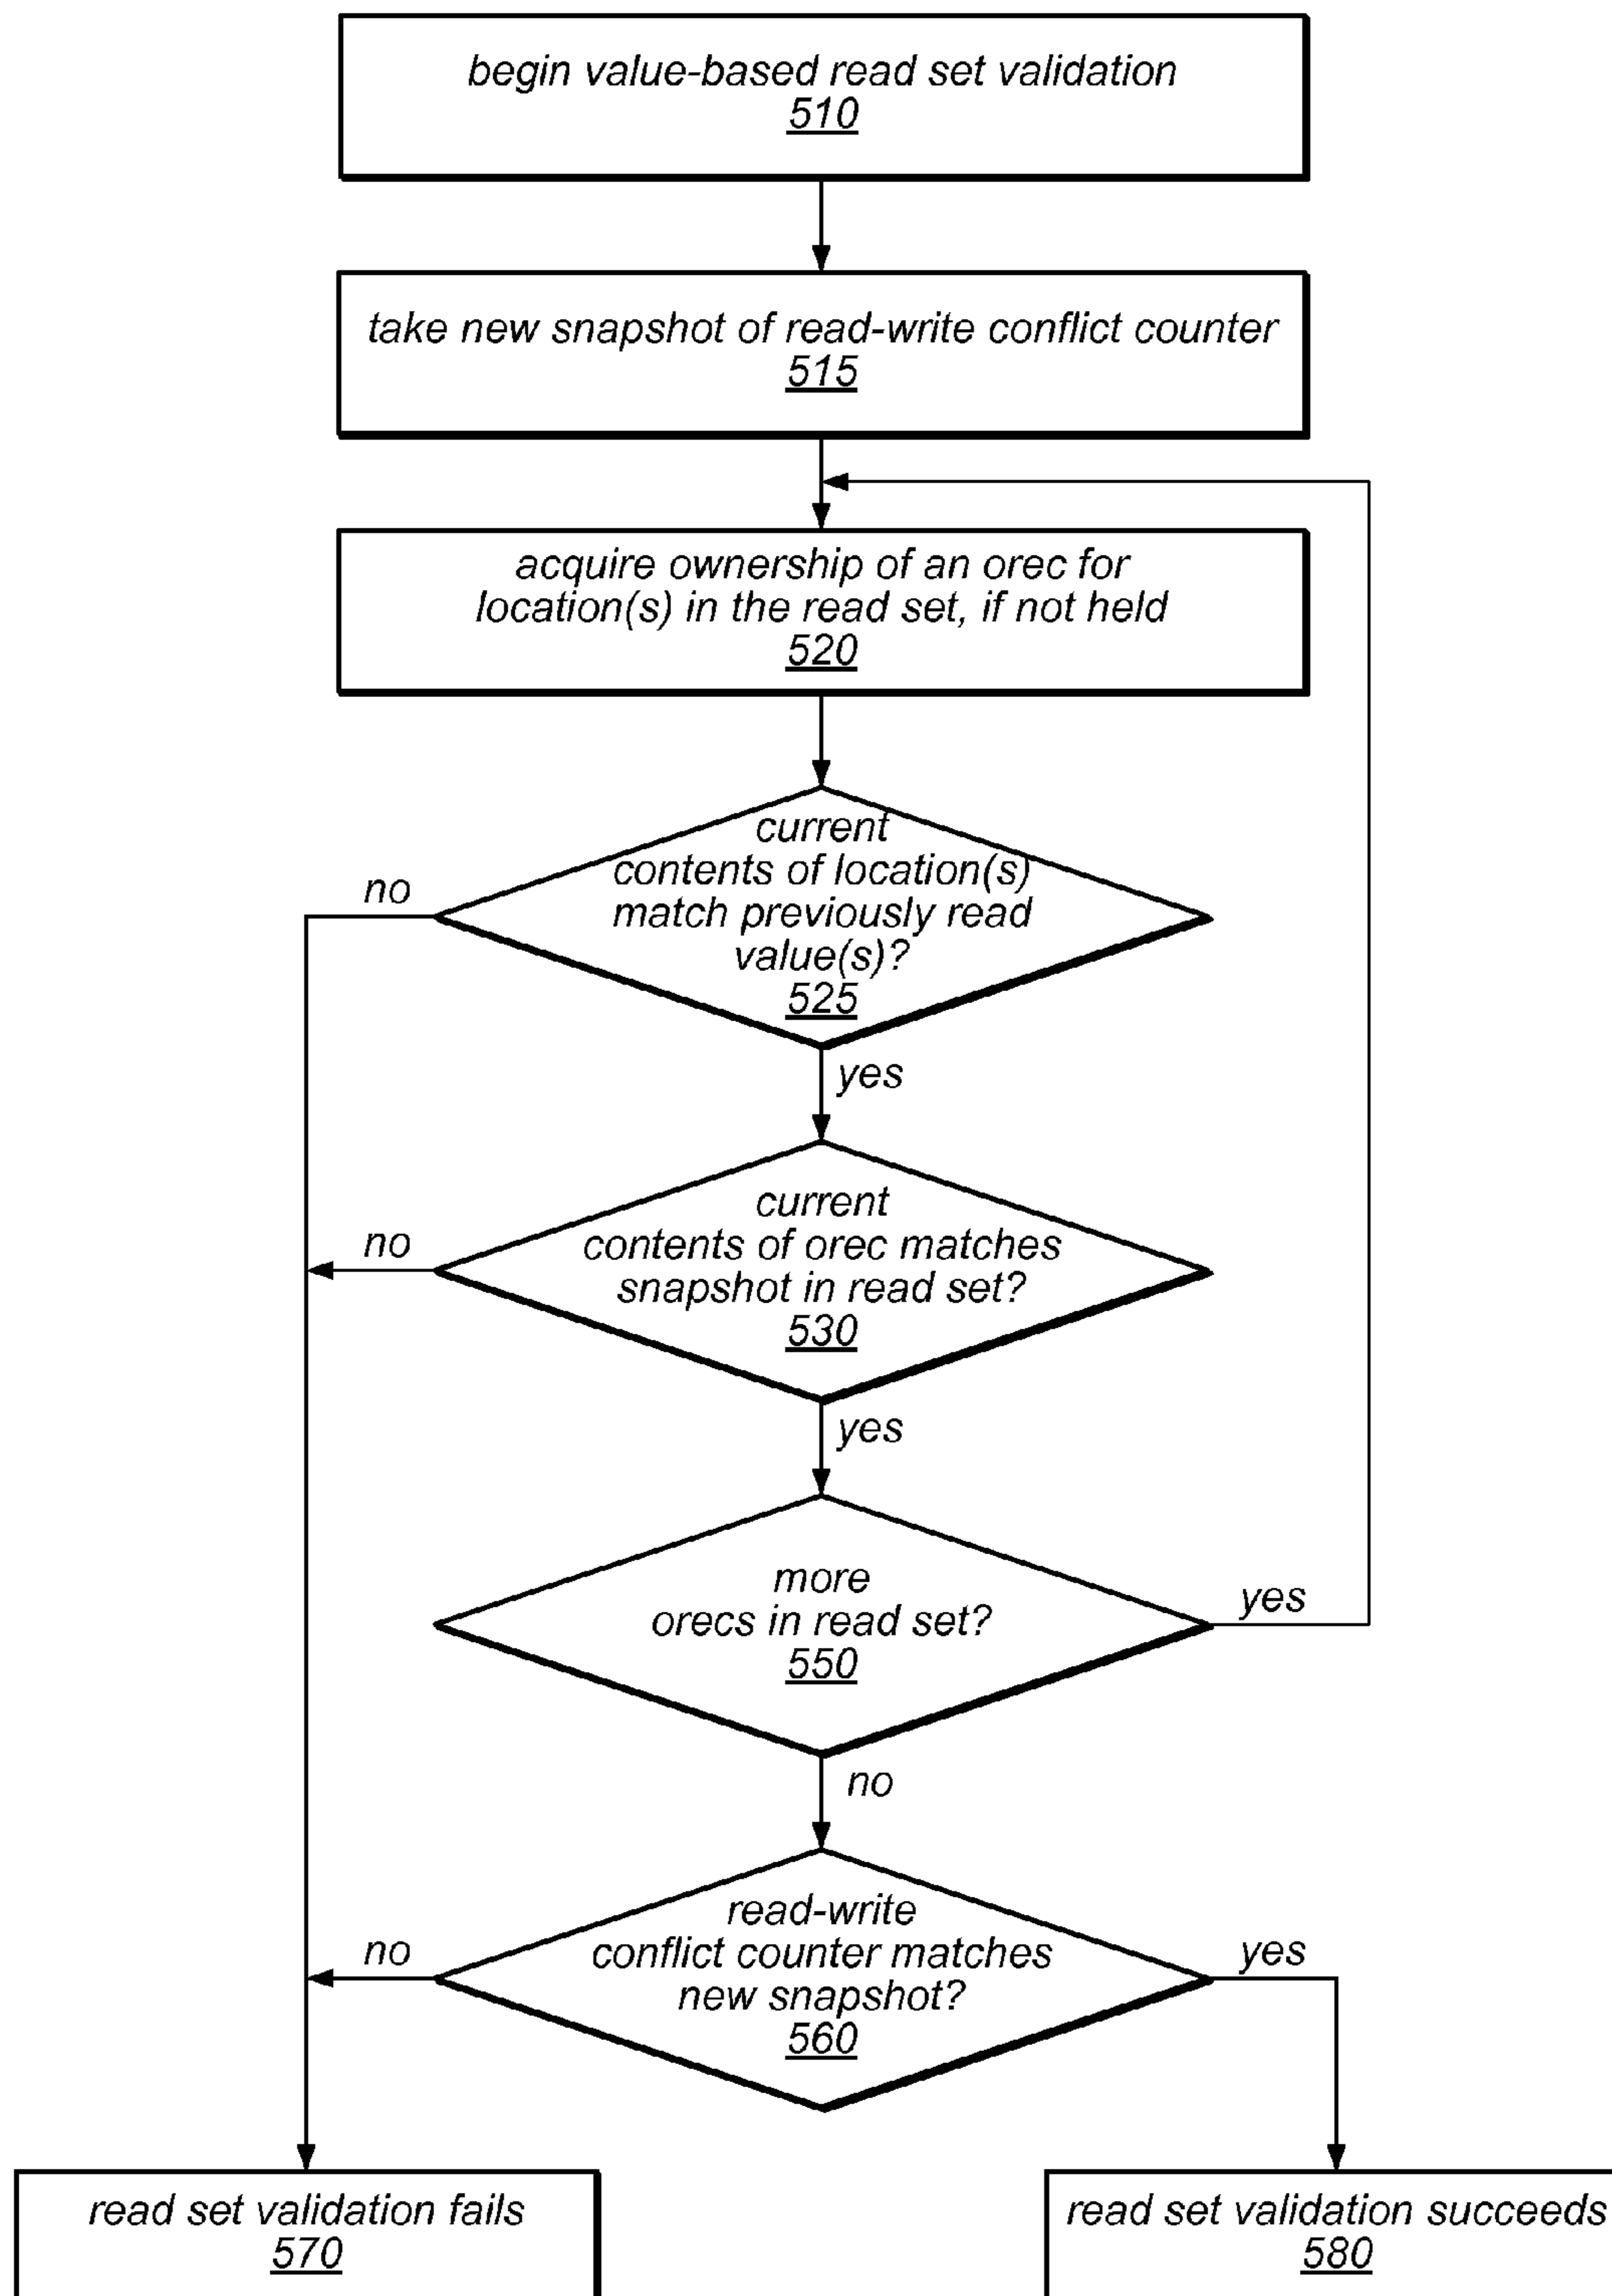 begin value-based read set validation
510
take new snapshot of read-write conflict counter
515
acquire ownership of an orec for
location(s) in the read set, if not held
520
current
contents of location(s)
match previously read
value(s)?
525
no
yes
current
contents of orec matches
snapshot in read set?
530
no
yes
more
orecs in read set?
550
yes
no
read-write
conflict counter matches
new snapshot?
560
no
yes
read set validation fails
570
read set validation succeeds
580